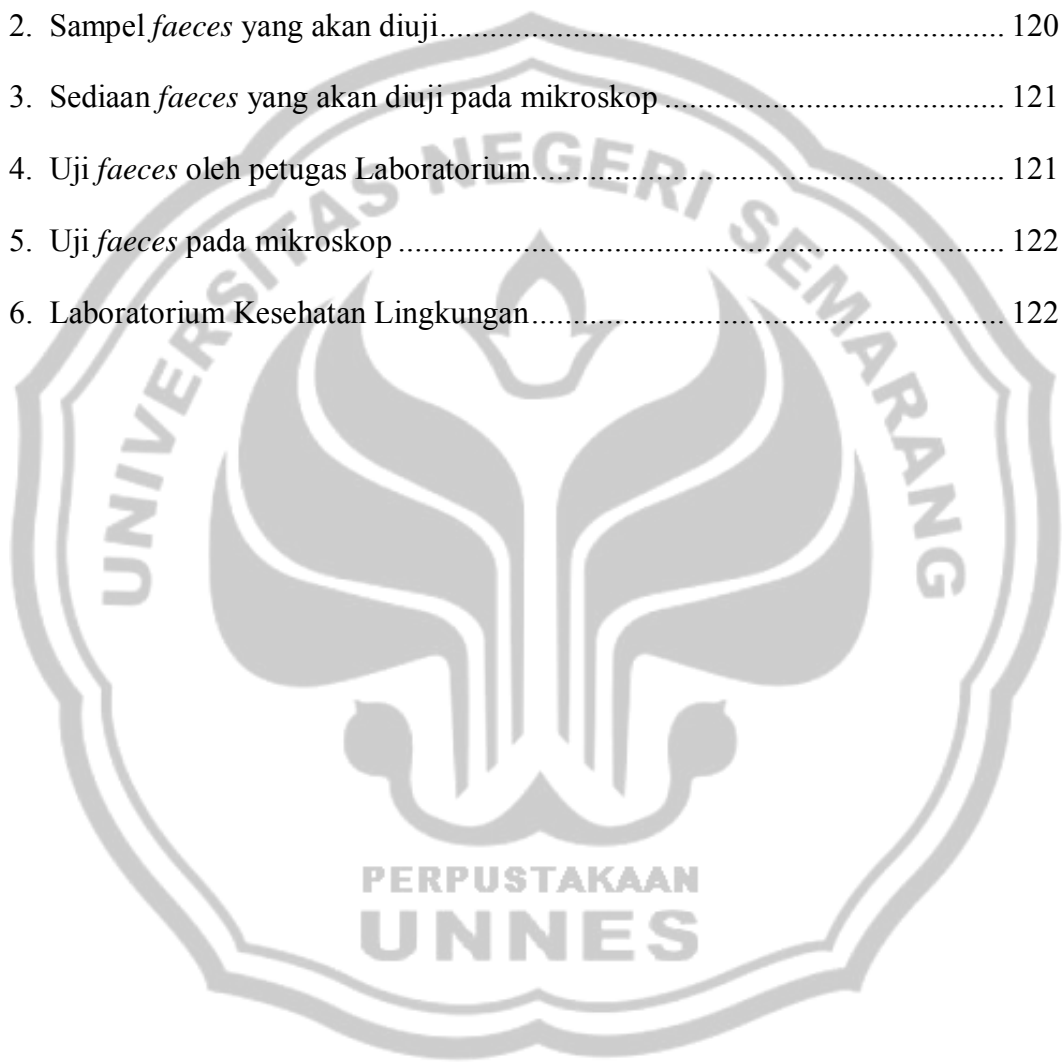 2. Sampel faeces yang akan diuji........................................................................ 120
3. Sediaan faeces yang akan diuji pada mikroskop ........................................... 121
4. Uji faeces oleh petugas Laboratorium............................................................ 121
5. Uji faeces pada mikroskop ............................................................................. 122
6. Laboratorium Kesehatan Lingkungan............................................................ 122
UNIVERSITAS NEGERI SEMARANG
PERPUSTAKAAN
UNNES